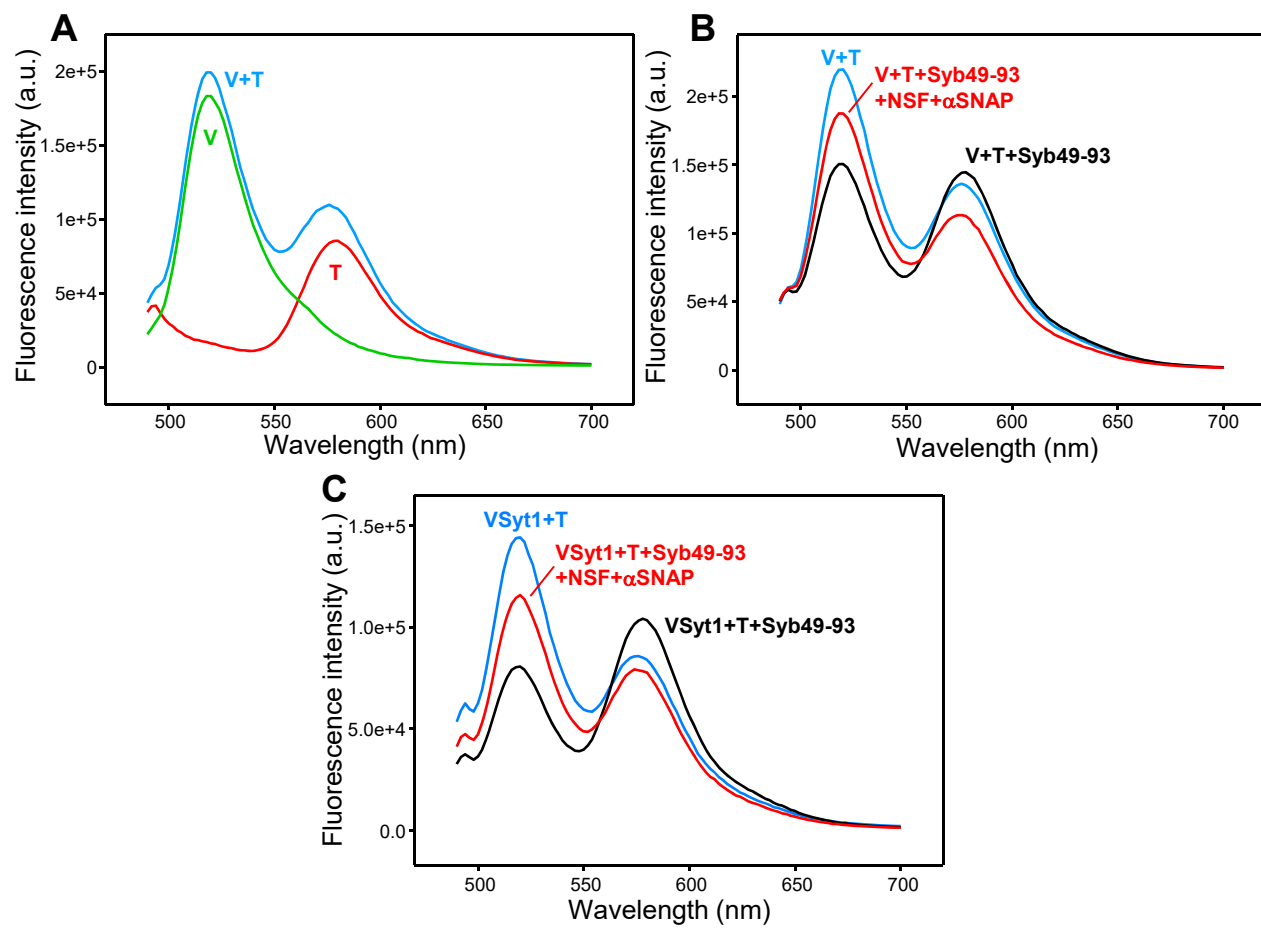 A
Fluorescence intensity (a.u.)
2e+5
1.5e+5
1e+5
5e+4
0
V+T
V
T
500
550
600
650
700
Wavelength (nm)
B
Fluorescence intensity (a.u.)
2e+5
1.5e+5
1e+5
5e+4
0
V+T
V+T+Syb49-93
+NSF+αSNAP
V+T+Syb49-93
500
550
600
650
700
Wavelength (nm)
C
Fluorescence intensity (a.u.)
1.5e+5
1.0e+5
5.0e+4
0.0
VSyt1+T
VSyt1+T+Syb49-93
+NSF+αSNAP
VSyt1+T+Syb49-93
500
550
600
650
700
Wavelength (nm)